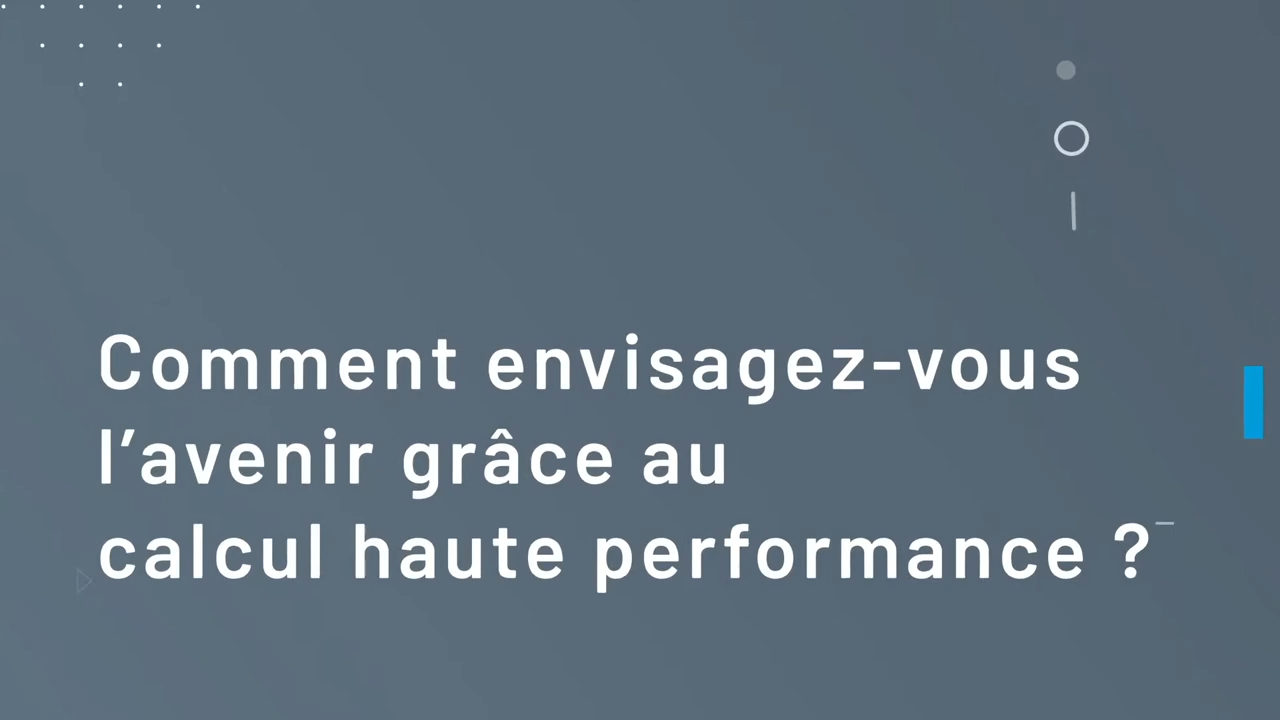 Comment envisagez-vous
l’avenir grâce au
calcul haute performance ?